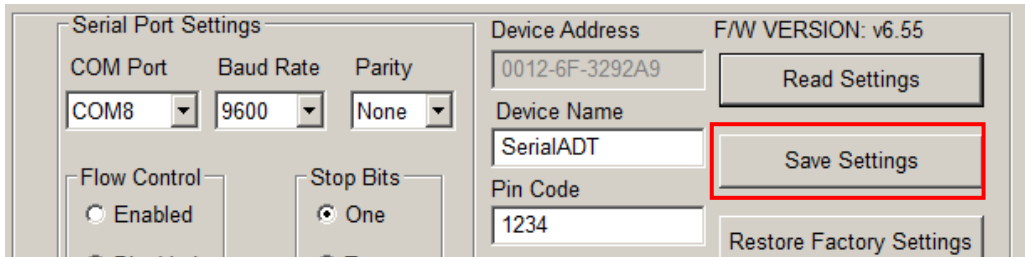 Serial Port Settings
COM Port Baud Rate Parity
COM8 9600 None
Flow Control Stop Bits
Enabled One
Device Address
0012-6F-3292A9
Device Name
SerialADT
Pin Code
1234
F/W VERSION: v6.55
Read Settings
Save Settings
Restore Factory Settings